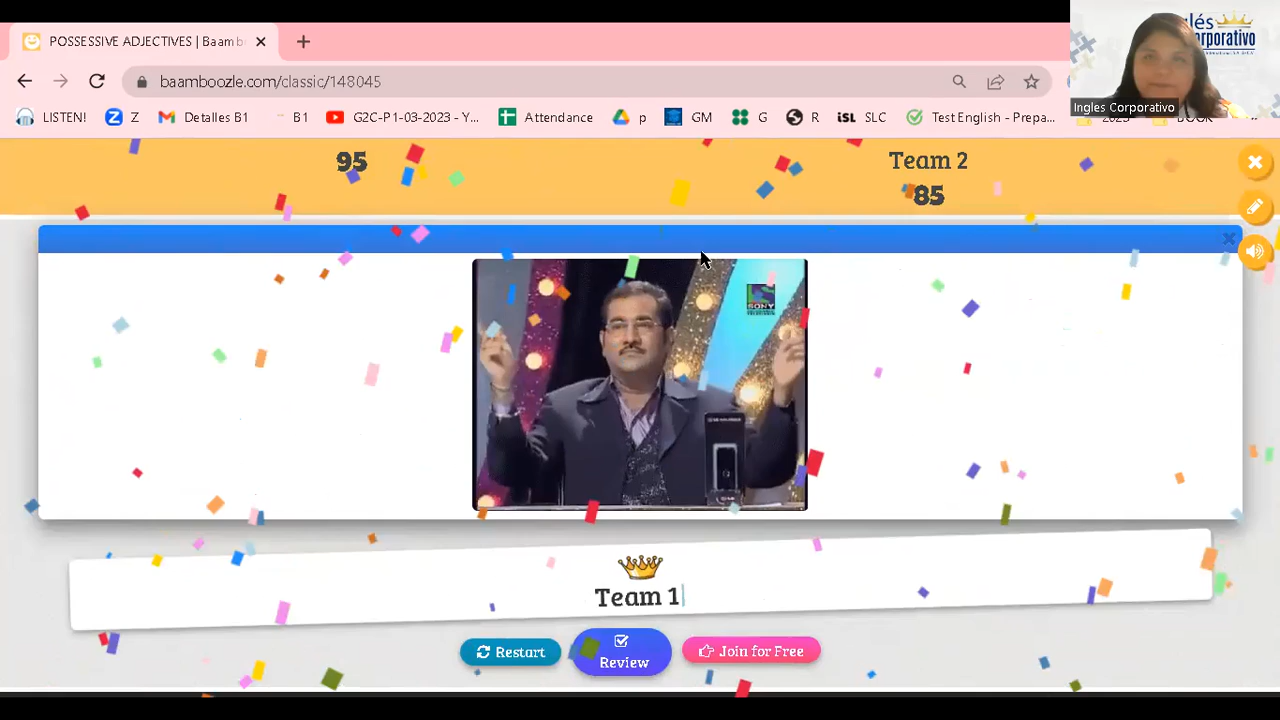 POSSESSIVE ADJECTIVES | Baamb
baamboozle.com/classic/148045
LISTEN!
Z
Detalles B1
B1
G2C-B1-03-2023 - Y...
Attendance
p
GM
G
R
SLC
Test English - Prepa...
Ingles Corporativo
95
Team 2
85
SONY
Team 1
Restart
Review
Join for Free